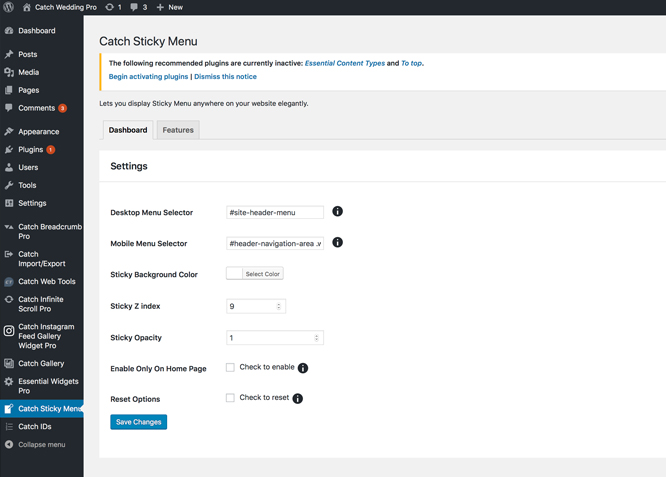 Catch Wedding Pro
1
3
New
Dashboard
Posts
Media
Pages
Comments 3
Appearance
Plugins 1
Users
Tools
Settings
Catch Breadcrumb
Pro
Catch
Import/Export
Catch Web Tools
Catch Infinite
Scroll Pro
Catch Instagram
Feed Gallery
Widget Pro
Catch Gallery
Essential Widgets
Pro
Catch Sticky Menu
Catch IDs
Collapse menu
Catch Sticky Menu
The following recommended plugins are currently inactive: Essential Content Types and To top.
Begin activating plugins | Dismiss this notice
Lets you display Sticky Menu anywhere on your website elegantly.
Dashboard
Features
Settings
Desktop Menu Selector
#site-header-menu
Mobile Menu Selector
#header-navigation-area
Sticky Background Color
Select Color
Sticky Z index
9
Sticky Opacity
1
Enable Only On Home Page
Check to enable
Reset Options
Check to reset
Save Changes